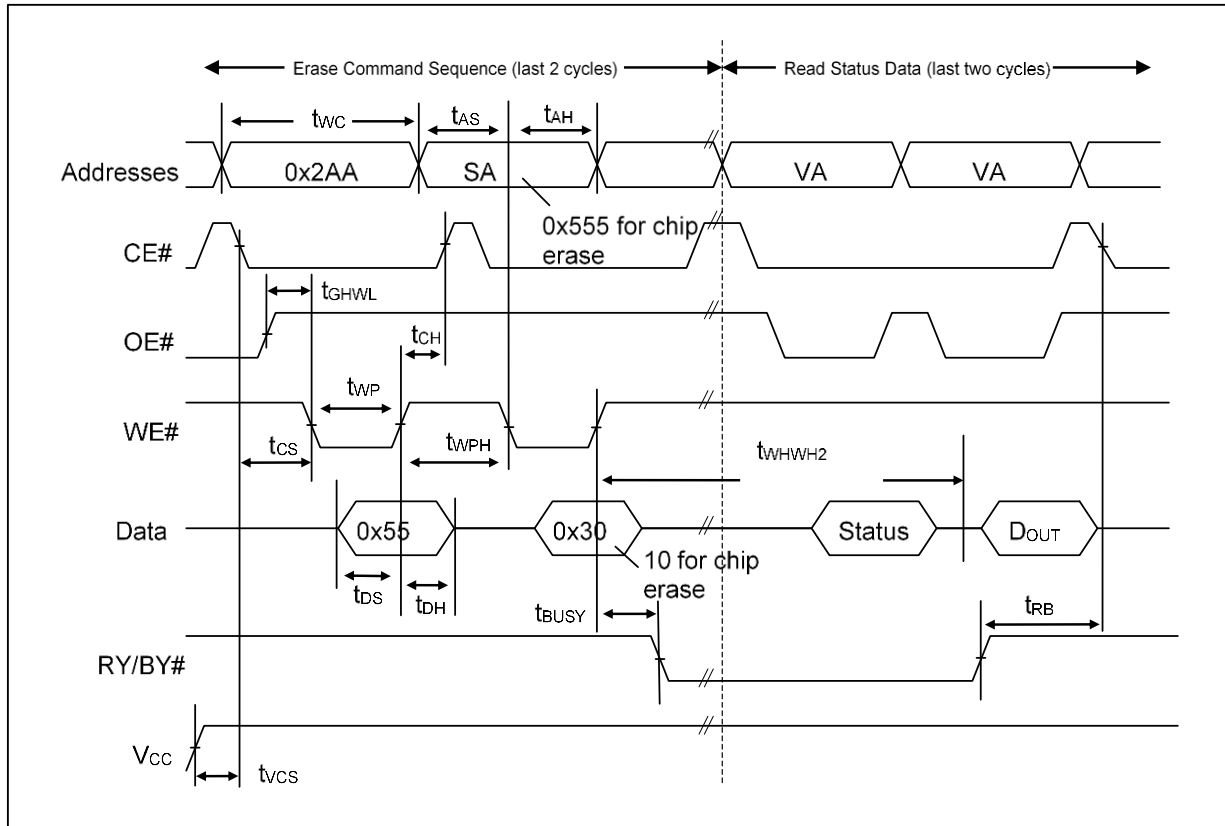 Erase Command Sequence (last 2 cycles) Read Status Data (last two cycles)
tWC tAS tAH
Addresses 0x2AA SA VA VA
0x555 for chip
erase
CE#
tGHWL
OE# tCH
tWP
WE#
tCS tWPH tWHWH2
Data 0x55 0x30 Status DOUT
10 for chip
erase
tDS tDH tBUSY tRB
RY/BY#
VCC
tVCS